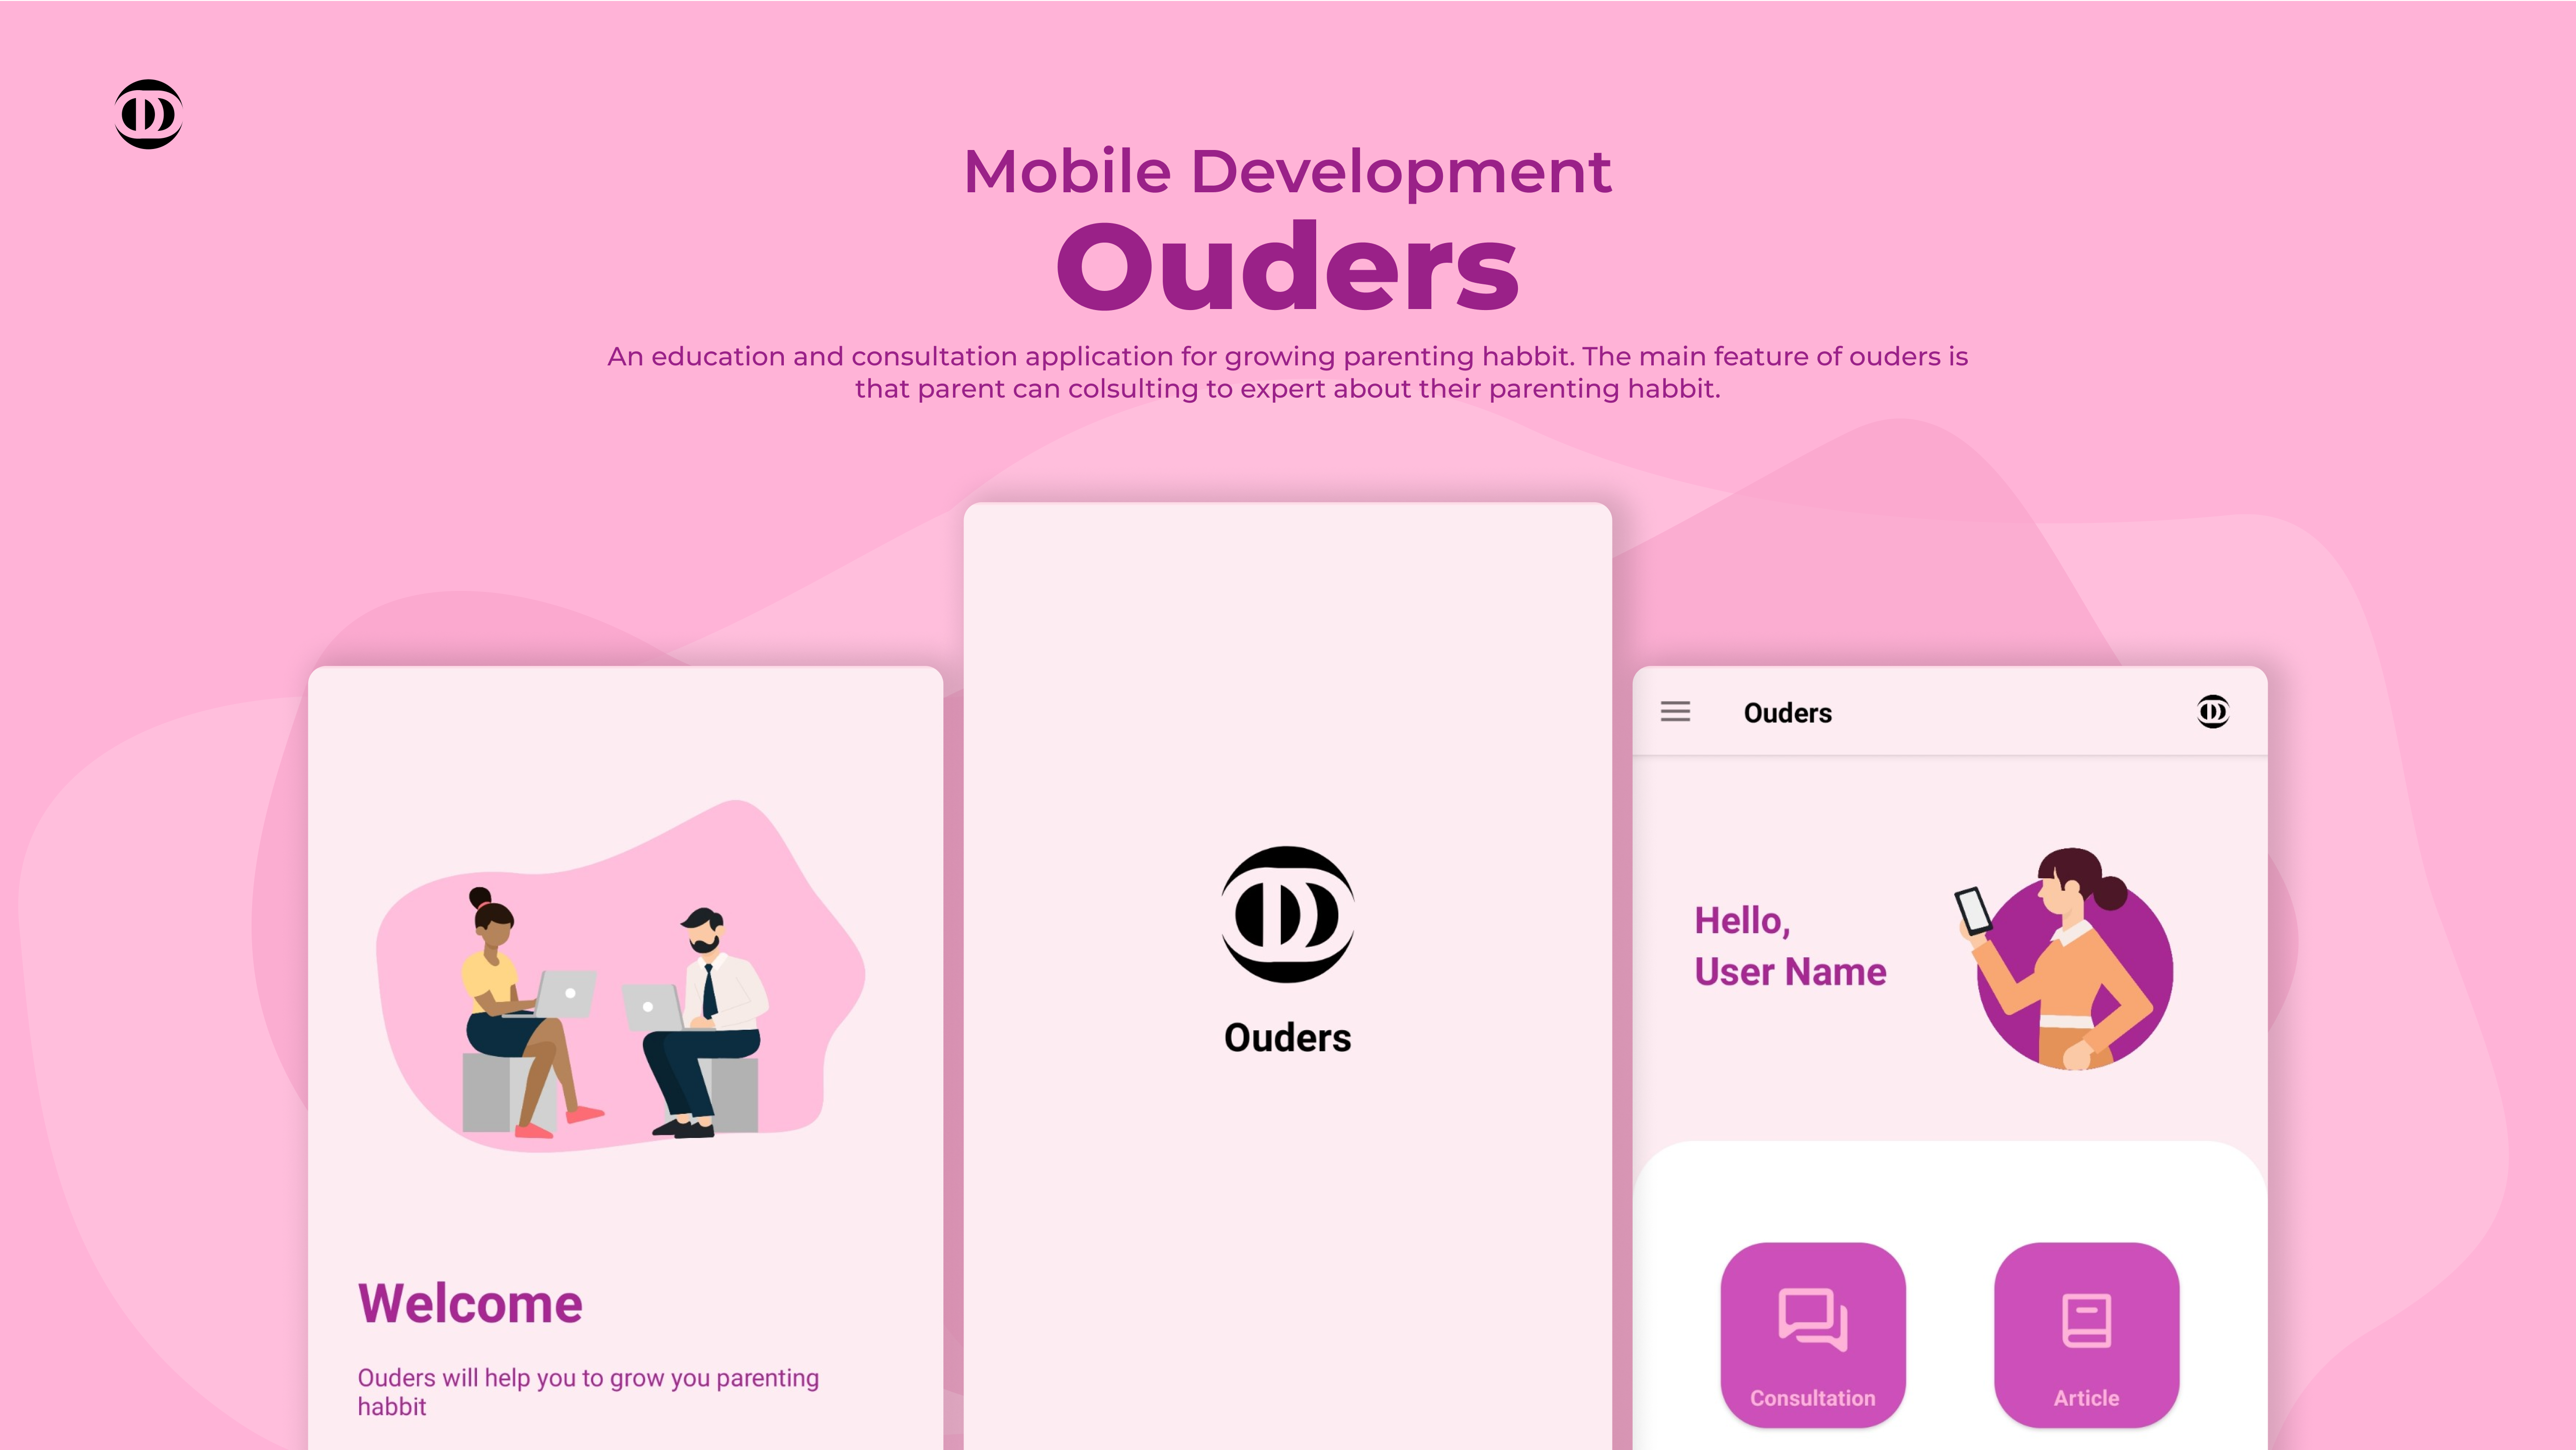 Mobile Development
Ouders
An education and consultation application for growing parenting habbit. The main feature of ouders is
that parent can colsulting to expert about their parenting habbit.
Welcome
Ouders will help you to grow you parenting
habbit
Ouders
Ouders
Hello,
User Name
Consultation
Article